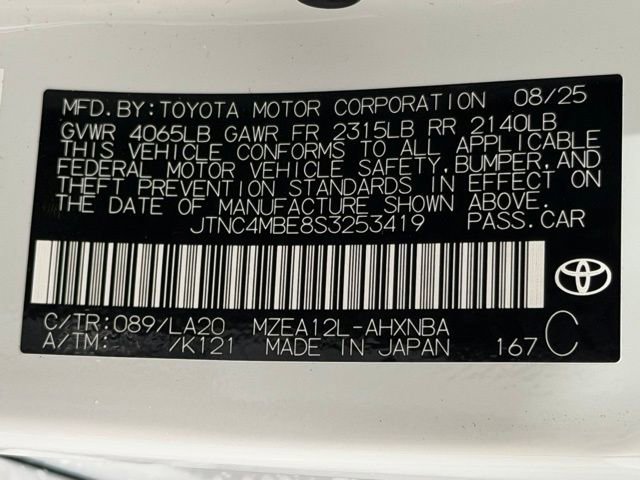 MFD.BY:TOYOTA MOTOR CORPORATION 08/25
GVWR 4065LB GAWR FR 2315LB RR 2140LB
THIS VEHICLE CONFORMS TO ALL APPLICABLE
FEDERAL MOTOR VEHICLE SAFETY,BUMPER,AND
THEFT PREVENTION STANDARDS IN EFFECT ON
THE DATE OF MANUFACTURE SHOWN ABOVE.
JTNC4MBE8S3253419 PASS.CAR
C/TR:089/LA20 MZEA12L-AHXNBA
A/TM: /K121 MADE IN JAPAN 167 C